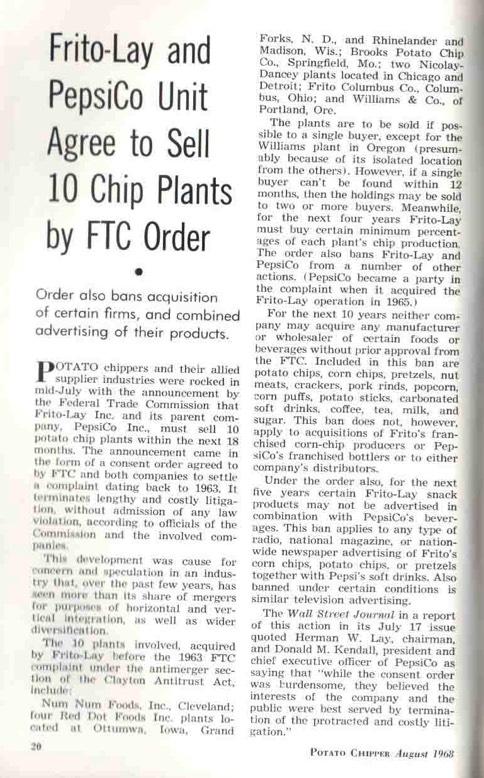 Frito-Lay and
PepsiCo Unit
Agree to Sell
10 Chip Plants
by FTC Order
•
Order also bans acquisition
of certain firms, and combined
advertising of their products.
POTATO chippers and their allied
supplier industries were rocked in
mid-July with the announcement by
the Federal Trade Commission that
Frito-Lay Inc. and its parent com-
pany, PepsiCo Inc., must sell 10
potato chip plants within the next 18
months. The announcement came in
the form of a consent order agreed to
by FTC and both companies to settle
a complaint dating back to 1963. It
terminates lengthy and costly litiga-
tion, without admission of any law
violation, according to officials of the
Commission and the involved com-
panies.
This development was cause for
concern and speculation in an indus-
try that, over the past few years, has
seen more than its share of mergers
for purposes of horizontal and ver-
tical integration, as well as wider
diversification.
The 10 plants involved, acquired
by Frito-Lay before the 1963 FTC
complaint under the antimerger sec-
tion of the Clayton Antitrust Act,
include:
Num Num Foods, Inc., Cleveland;
four Red Dot Foods Inc. plants lo-
cated at Ottumwa, Iowa, Grand
Forks, N. D., and Rhinelander and
Madison, Wis.; Brooks Potato Chip
Co., Springfield, Mo.; two Nicolay-
Dancey plants located in Chicago and
Detroit; Frito Columbus Co., Colum-
bus, Ohio; and Williams & Co., of
Portland, Ore.
The plants are to be sold if pos-
sible to a single buyer, except for the
Williams plant in Oregon (presum-
ably because of its isolated location
from the others). However, if a single
buyer can't be found within 12
months, then the holdings may be sold
to two or more buyers. Meanwhile,
for the next four years Frito-Lay
must buy certain minimum percent-
ages of each plant's chip production.
The order also bans Frito-Lay and
PepsiCo from a number of other
actions. (PepsiCo became a party in
the complaint when it acquired the
Frito-Lay operation in 1965.)
For the next 10 years neither com-
pany may acquire any manufacturer
or wholesaler of certain foods or
beverages without prior approval from
the FTC. Included in this ban are
potato chips, corn chips, pretzels, nut
meats, crackers, pork rinds, popcorn,
corn puffs, potato sticks, carbonated
soft drinks, coffee, tea, milk, and
sugar. This ban does not, however,
apply to acquisitions of Frito's fran-
chised corn-chip producers or Pep-
siCo's franchised bottlers or to either
company's distributors.
Under the order also, for the next
five years certain Frito-Lay snack
products may not be advertised in
combination with PepsiCo's bever-
ages. This ban applies to any type of
radio, national magazine, or nation-
wide newspaper advertising of Frito's
corn chips, potato chips, or pretzels
together with Pepsi's soft drinks. Also
banned under certain conditions is
similar television advertising.
The Wall Street Journal in a report
of this action in its July 17 issue
quoted Herman W. Lay, chairman,
and Donald M. Kendall, president and
chief executive officer of PepsiCo as
saying that "while the consent order
was burdensome, they believed the
interests of the company and the
public were best served by termina-
tion of the protracted and costly liti-
gation."
20
POTATO CHIPPER August 1968